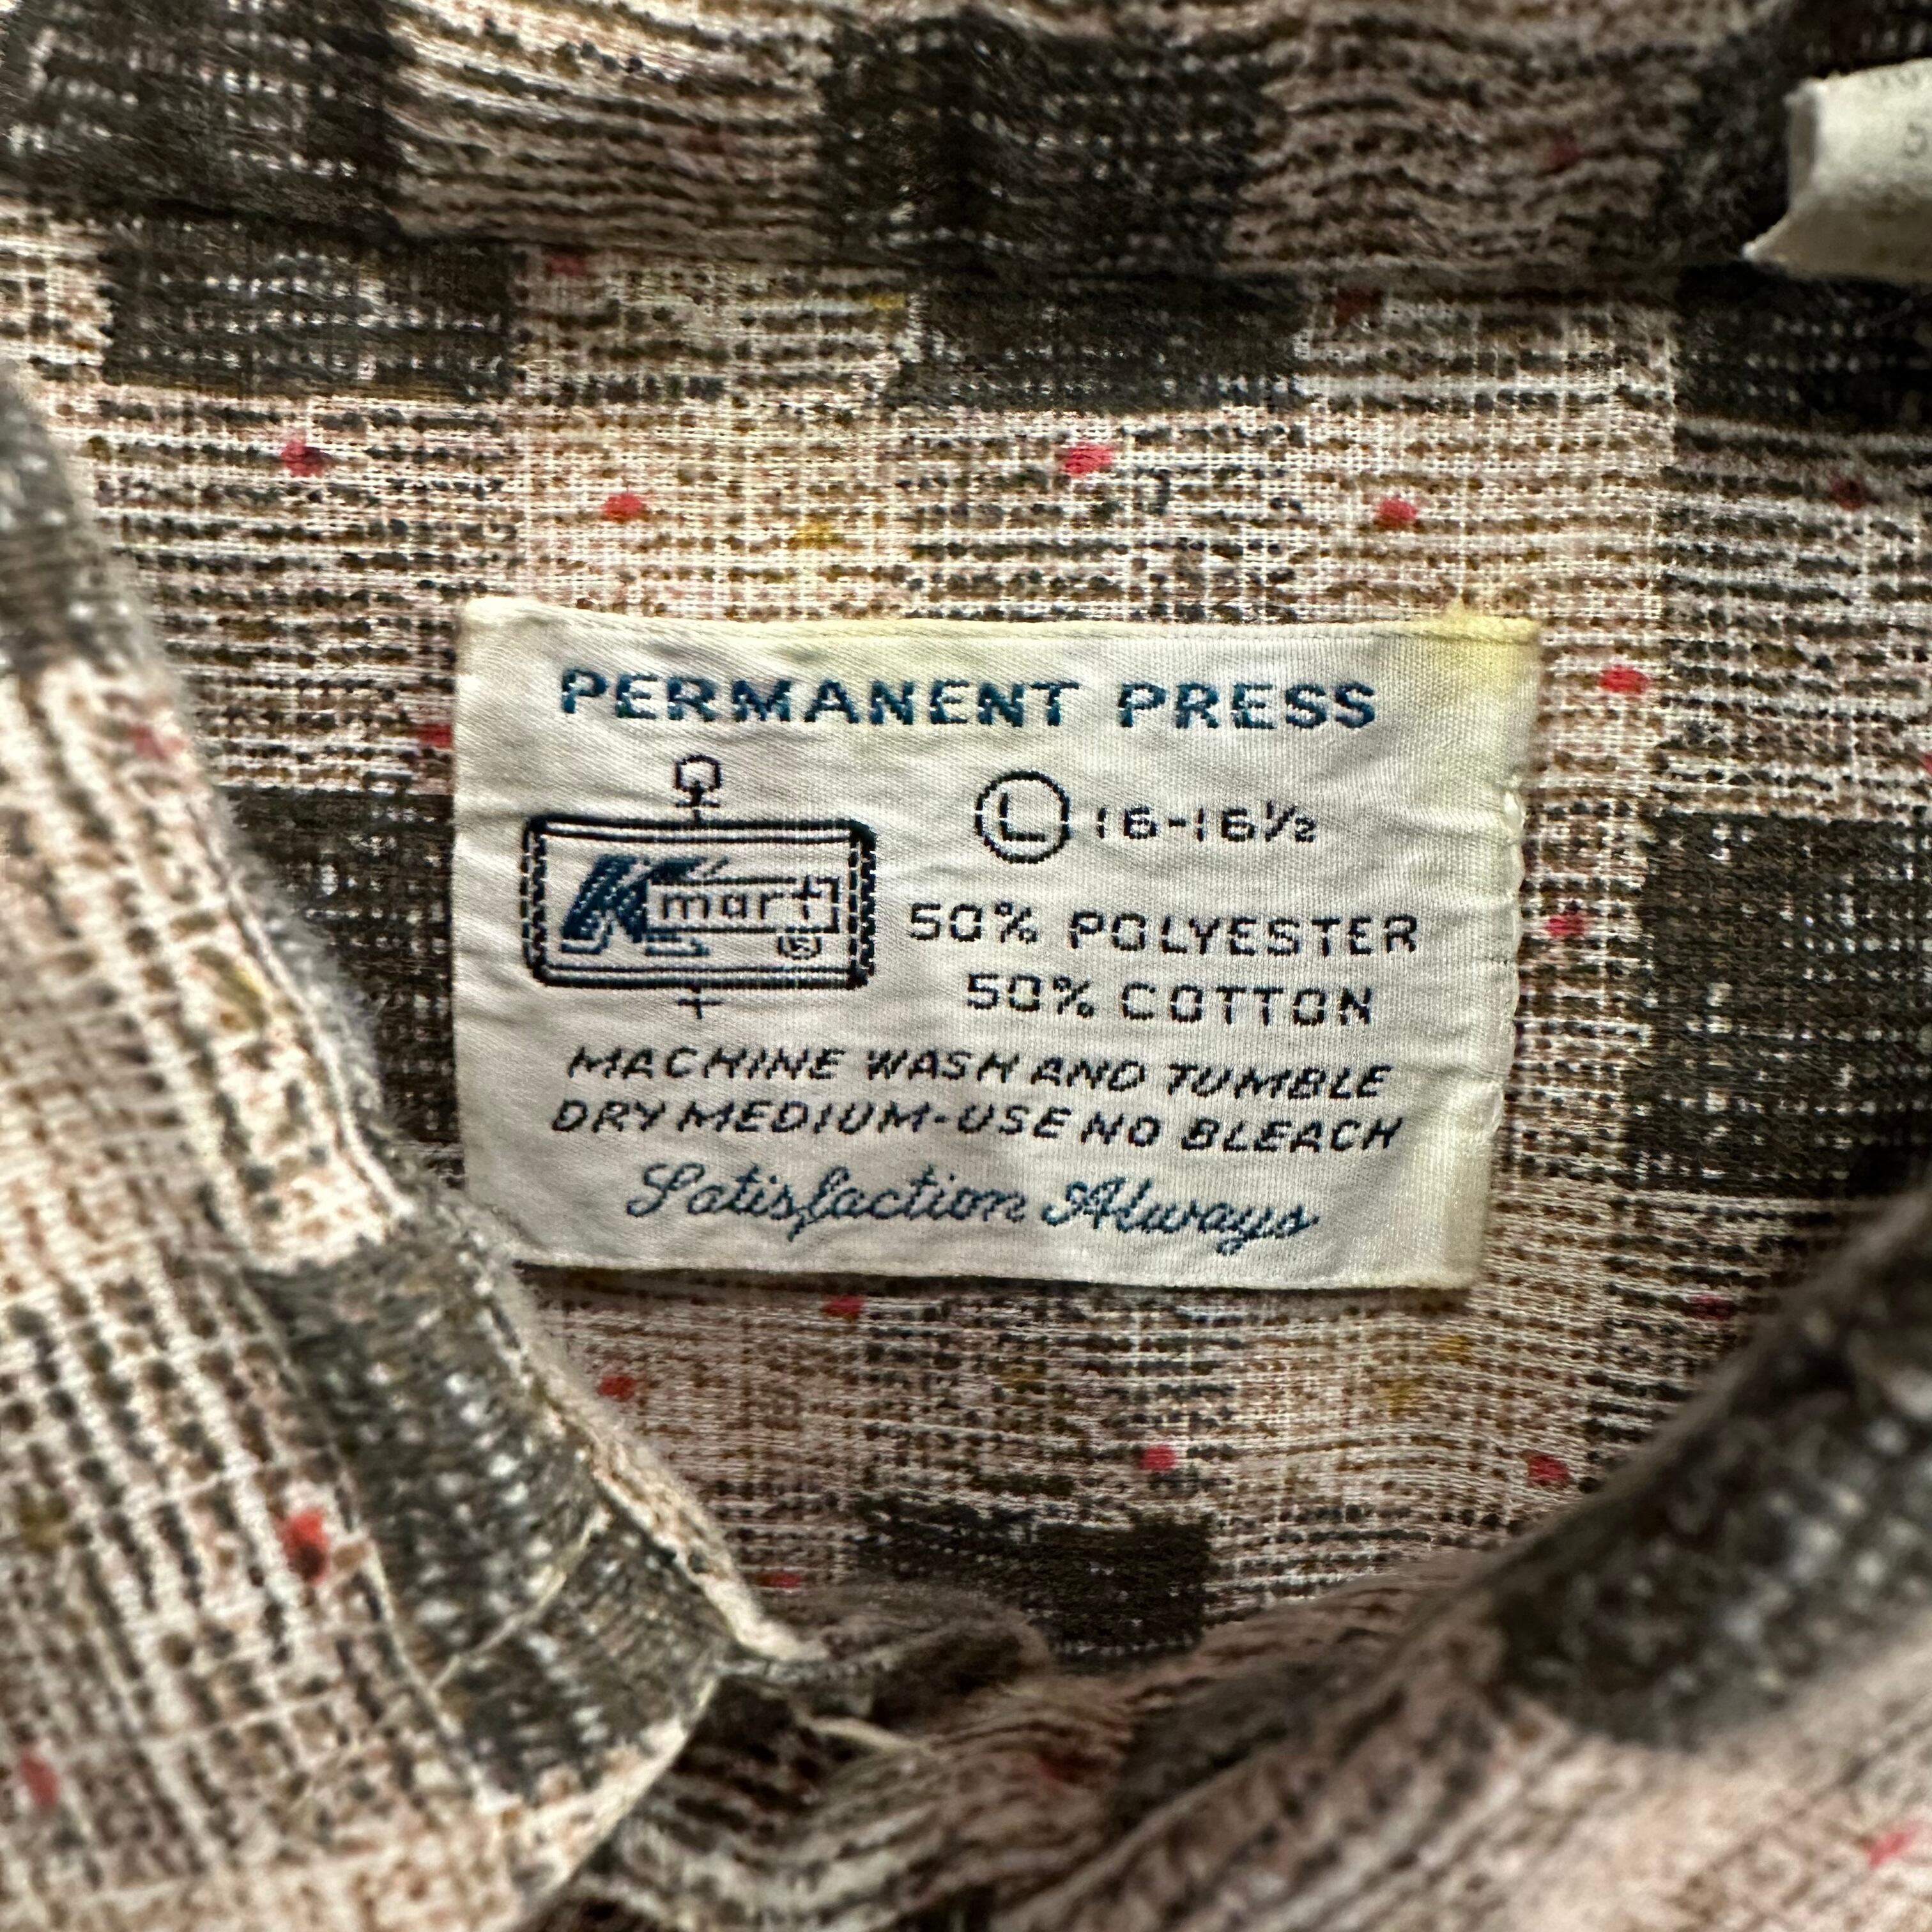 PERMANENT PRESS
L 16-16½
Kmart ®
50% POLYESTER
50% COTTON
MACHINE WASH AND TUMBLE
DRY MEDIUM-USE NO BLEACH
Satisfaction Always